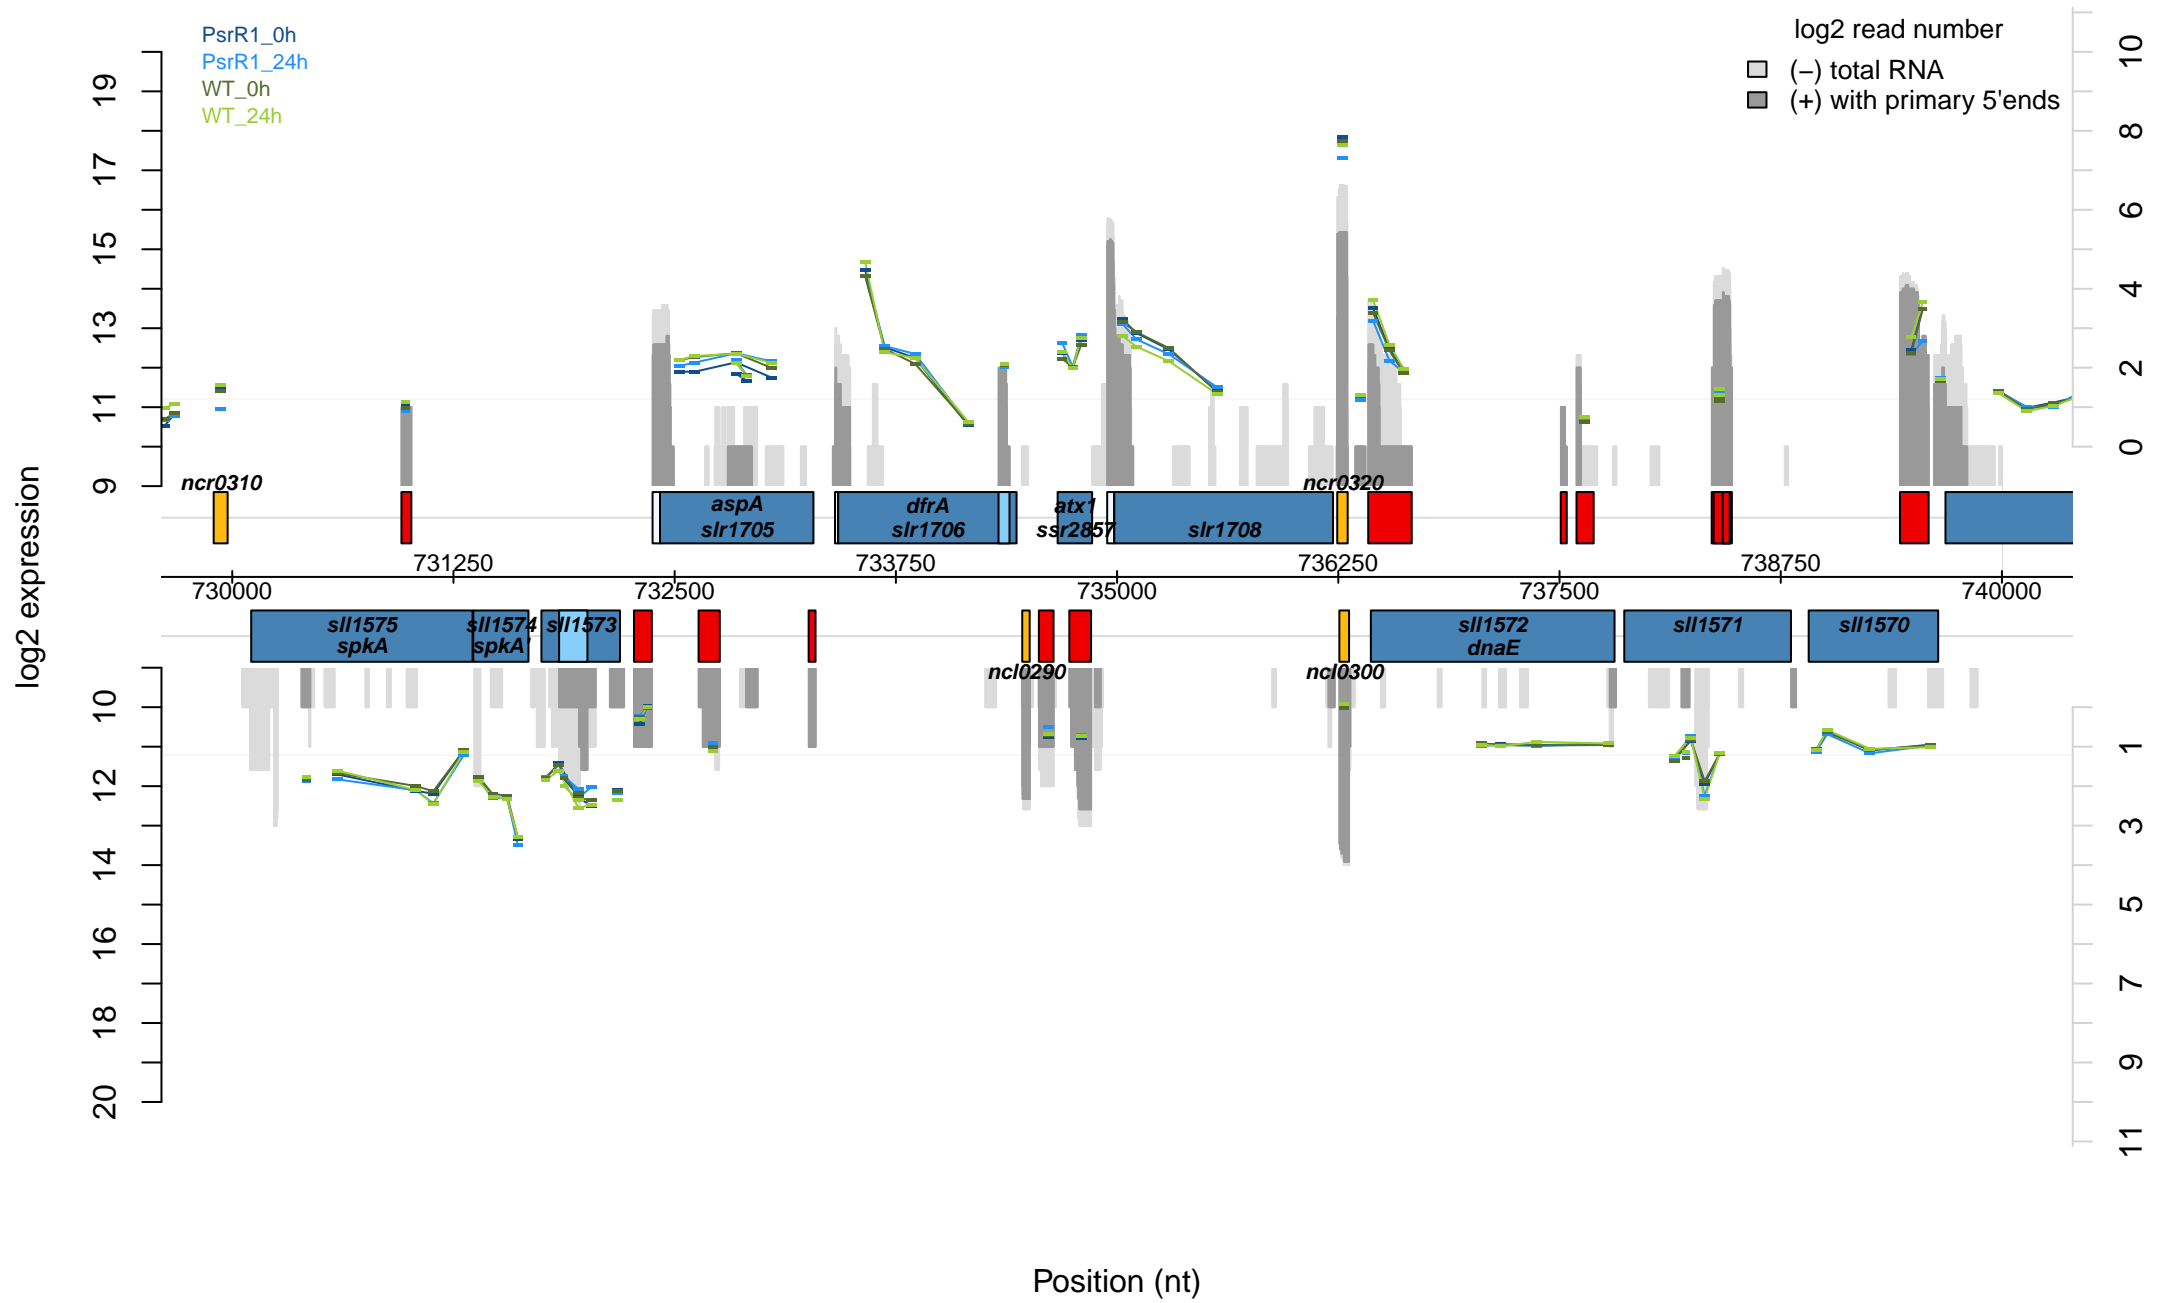 PsrR1_0h
PsrR1_24h
WT_0h
WT_24h
log2 read number
(−) total RNA
(+) with primary 5'ends
19
17
15
13
11
9
10
8
6
4
2
0
log2 expression
ncr0310
ncr0320
aspA
slr1705
dfrA
slr1706
atx1
ssr2857
slr1708
731250
733750
736250
738750
730000
732500
735000
737500
740000
sll1575
spkA
sll1574
spkA'
sll1573
sll1572
dnaE
sll1571
sll1570
ncl0290
ncl0300
10
12
14
16
18
20
1
3
5
7
9
11
Position (nt)